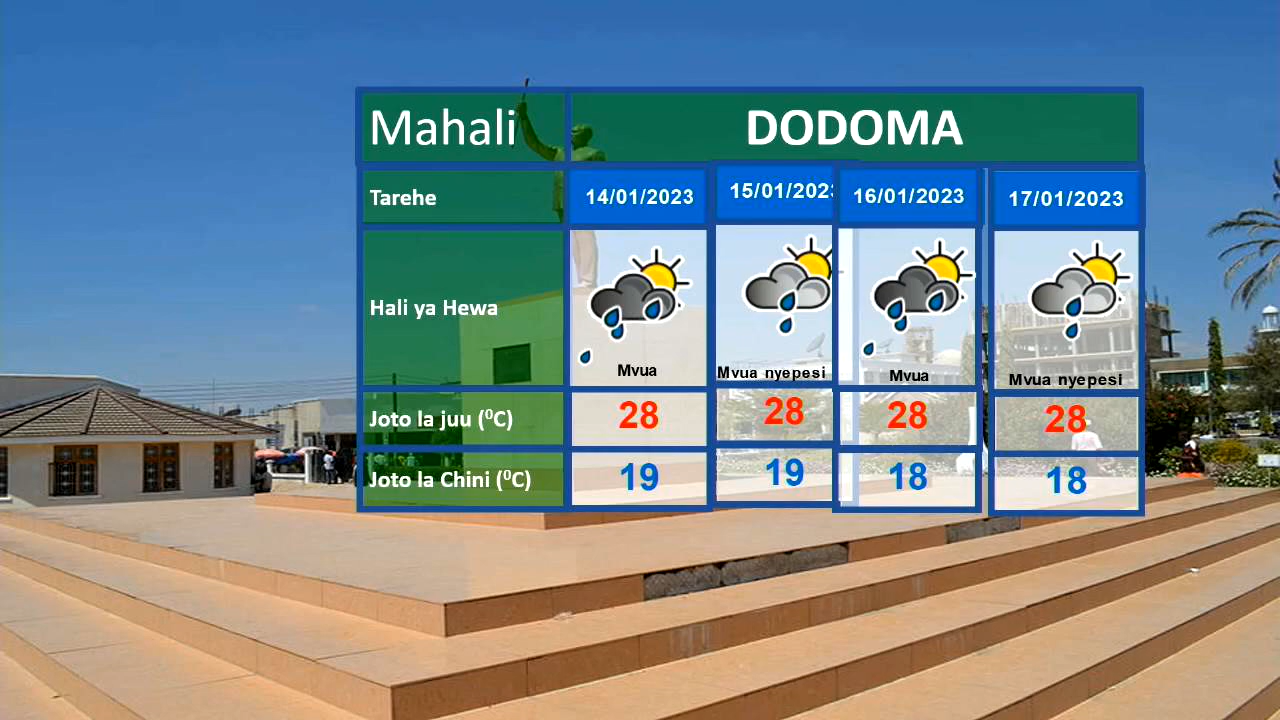 Mahali DODOMA
Tarehe 14/01/2023 15/01/2023 16/01/2023 17/01/2023
Hali ya Hewa Mvua Mvua nyepesi Mvua Mvua nyepesi
Joto la juu (⁰C) 28 28 28 28
Joto la Chini (⁰C) 19 19 18 18